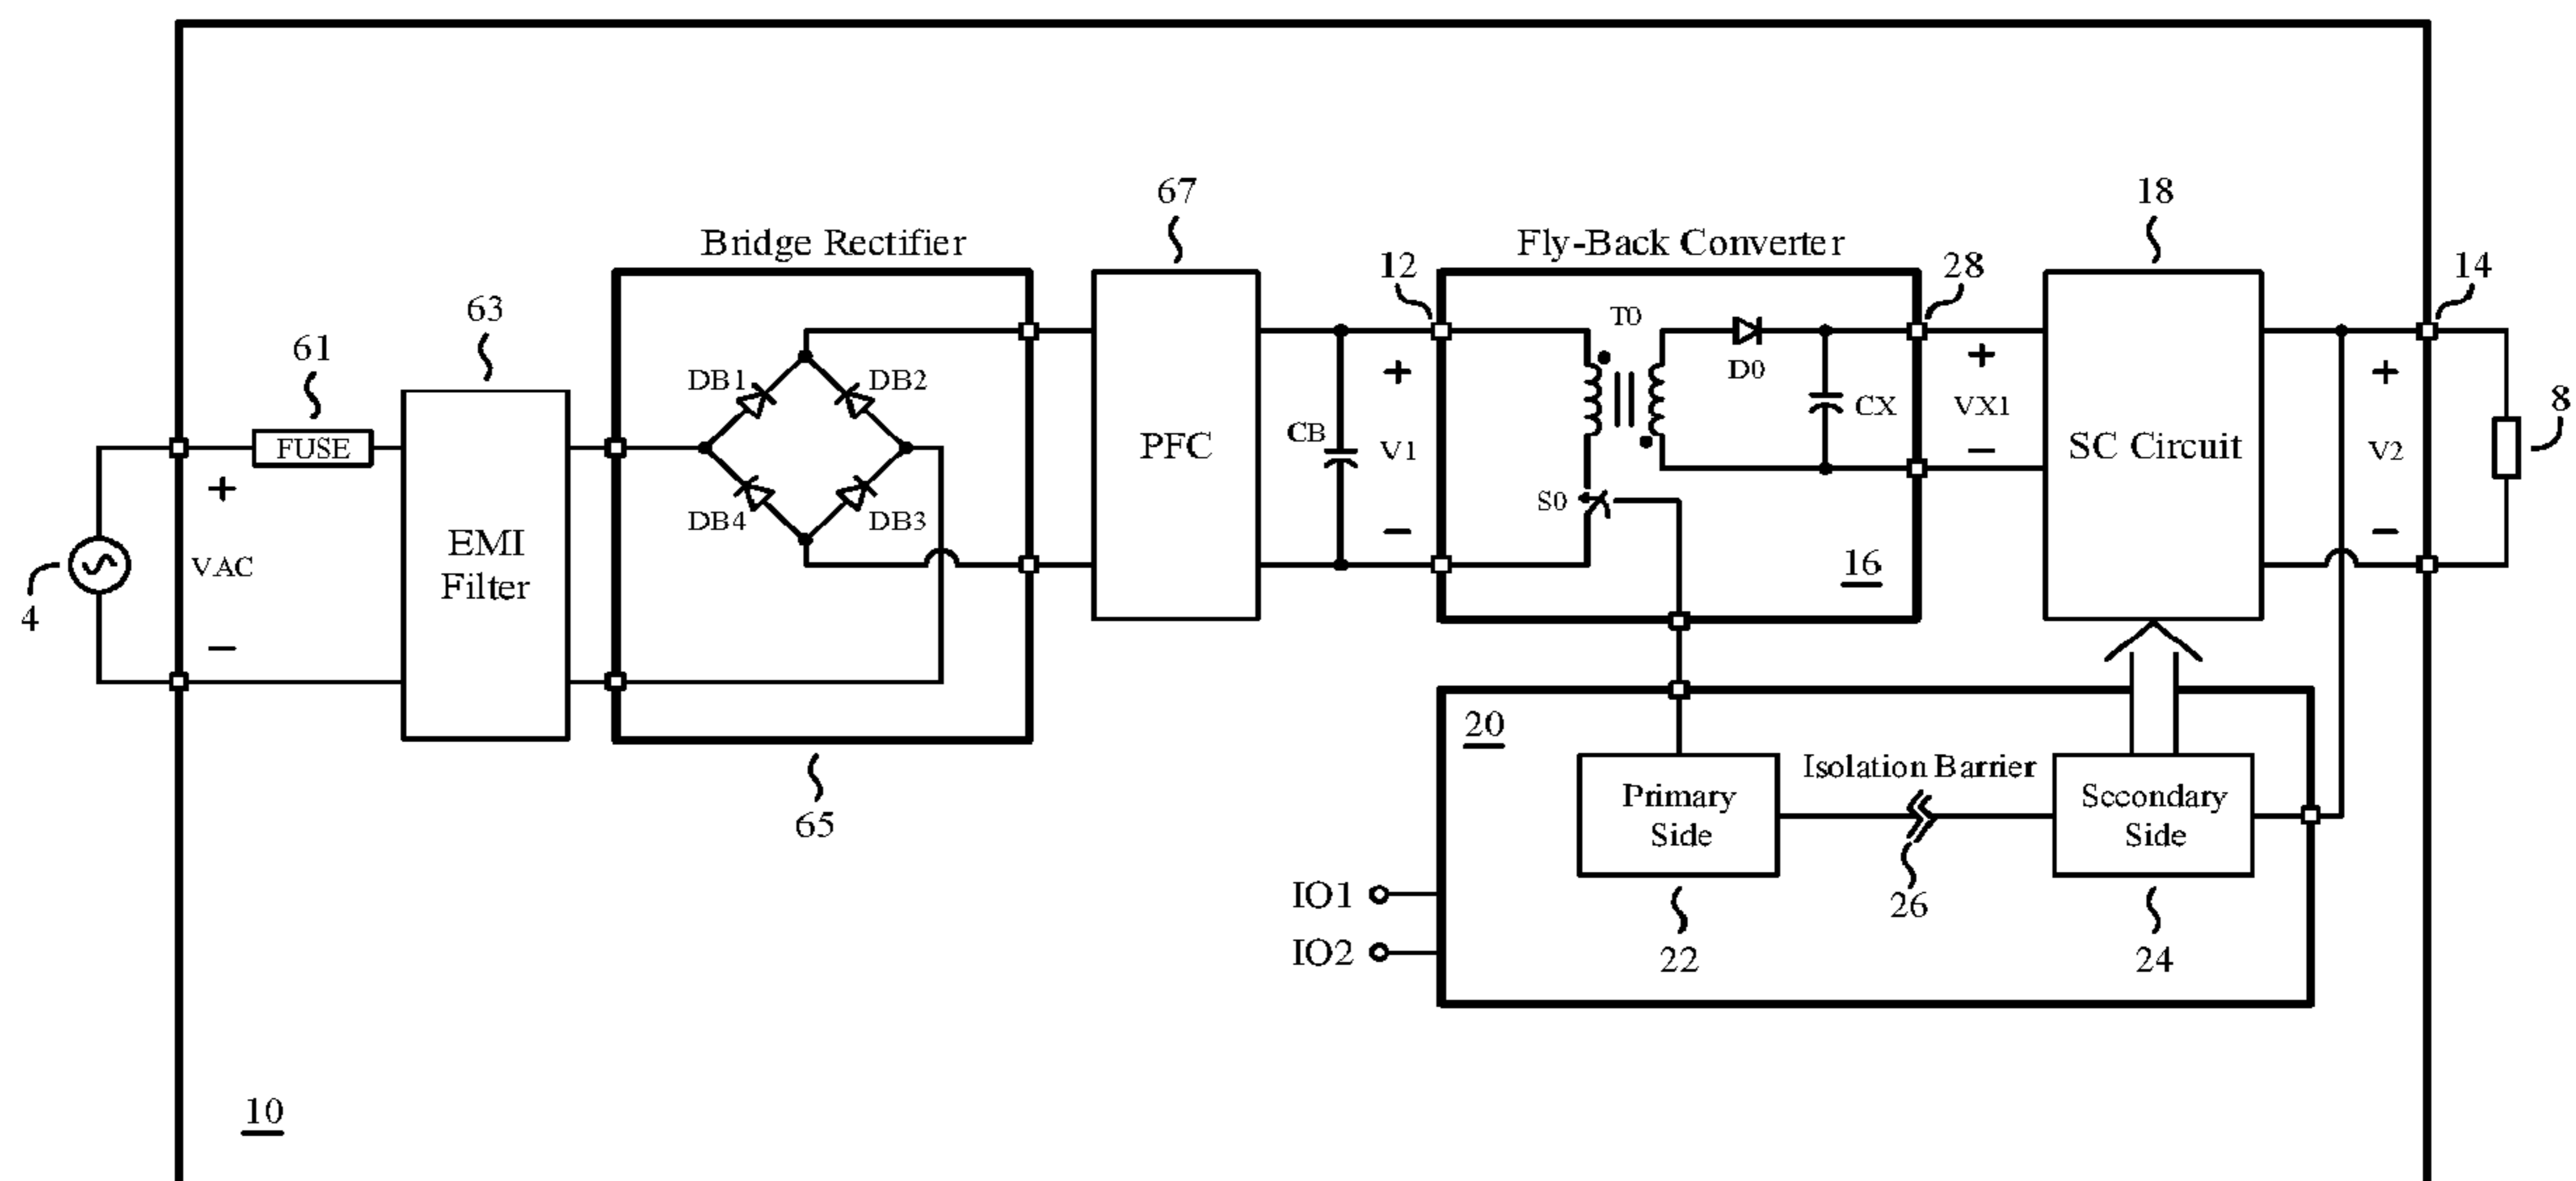 67
18
Bridge Rectifier
Fly-Back Converter
12
28
14
63
61
T0
DB1
DB2
D0
8
FUSE
CB
V1
CX
VX1
V2
PFC
SC Circuit
+
+
+
+
DB4
DB3
S0
EMI
Filter
VAC
16
4
−
−
−
−
20
65
Primary
Side
Isolation Barrier
Secondary
Side
IO1
26
IO2
22
24
10